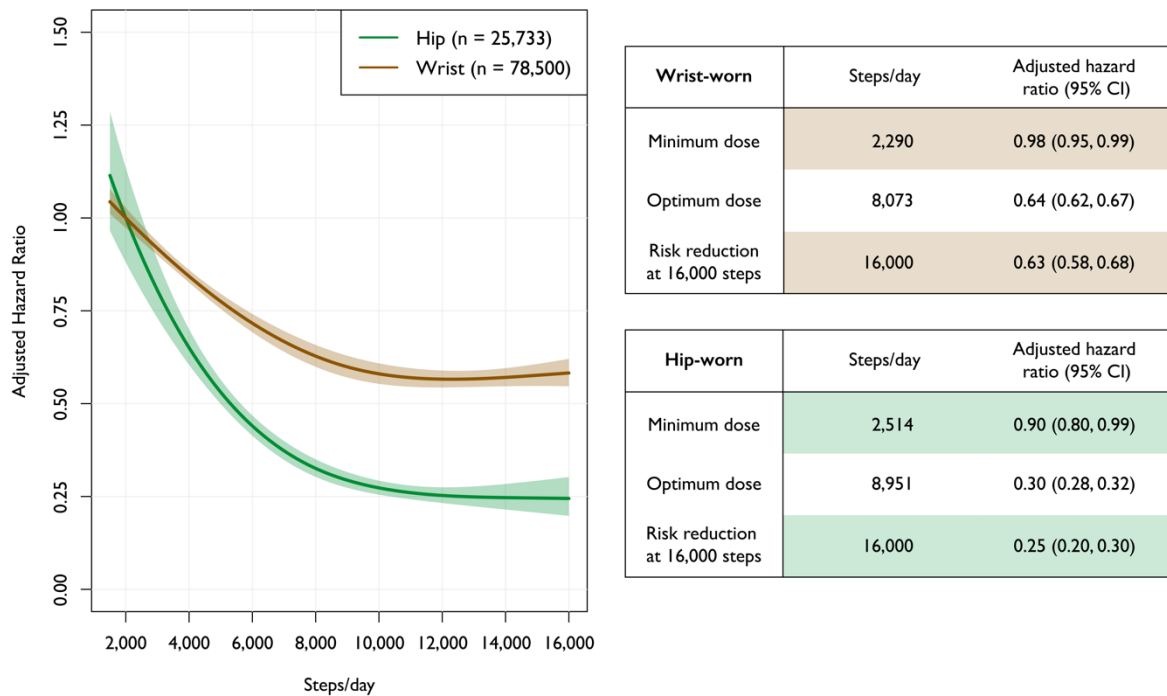 1.50
1.25
1.00
0.75
0.50
0.25
0.00
Adjusted Hazard Ratio
Hip (n = 25,733)
Wrist (n = 78,500)
2,000 4,000 6,000 8,000 10,000 12,000 14,000 16,000
Steps/day
Wrist-worn Steps/day Adjusted hazard
ratio (95% CI)
Minimum dose 2,290 0.98 (0.95, 0.99)
Optimum dose 8,073 0.64 (0.62, 0.67)
Risk reduction
at 16,000 steps 16,000 0.63 (0.58, 0.68)
Hip-worn Steps/day Adjusted hazard
ratio (95% CI)
Minimum dose 2,514 0.90 (0.80, 0.99)
Optimum dose 8,951 0.30 (0.28, 0.32)
Risk reduction
at 16,000 steps 16,000 0.25 (0.20, 0.30)